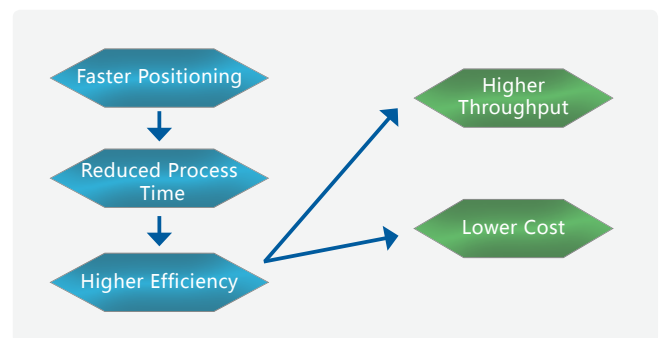 Faster Positioning
Reduced Process
Time
Higher Efficiency
Higher
Throughput
Lower Cost